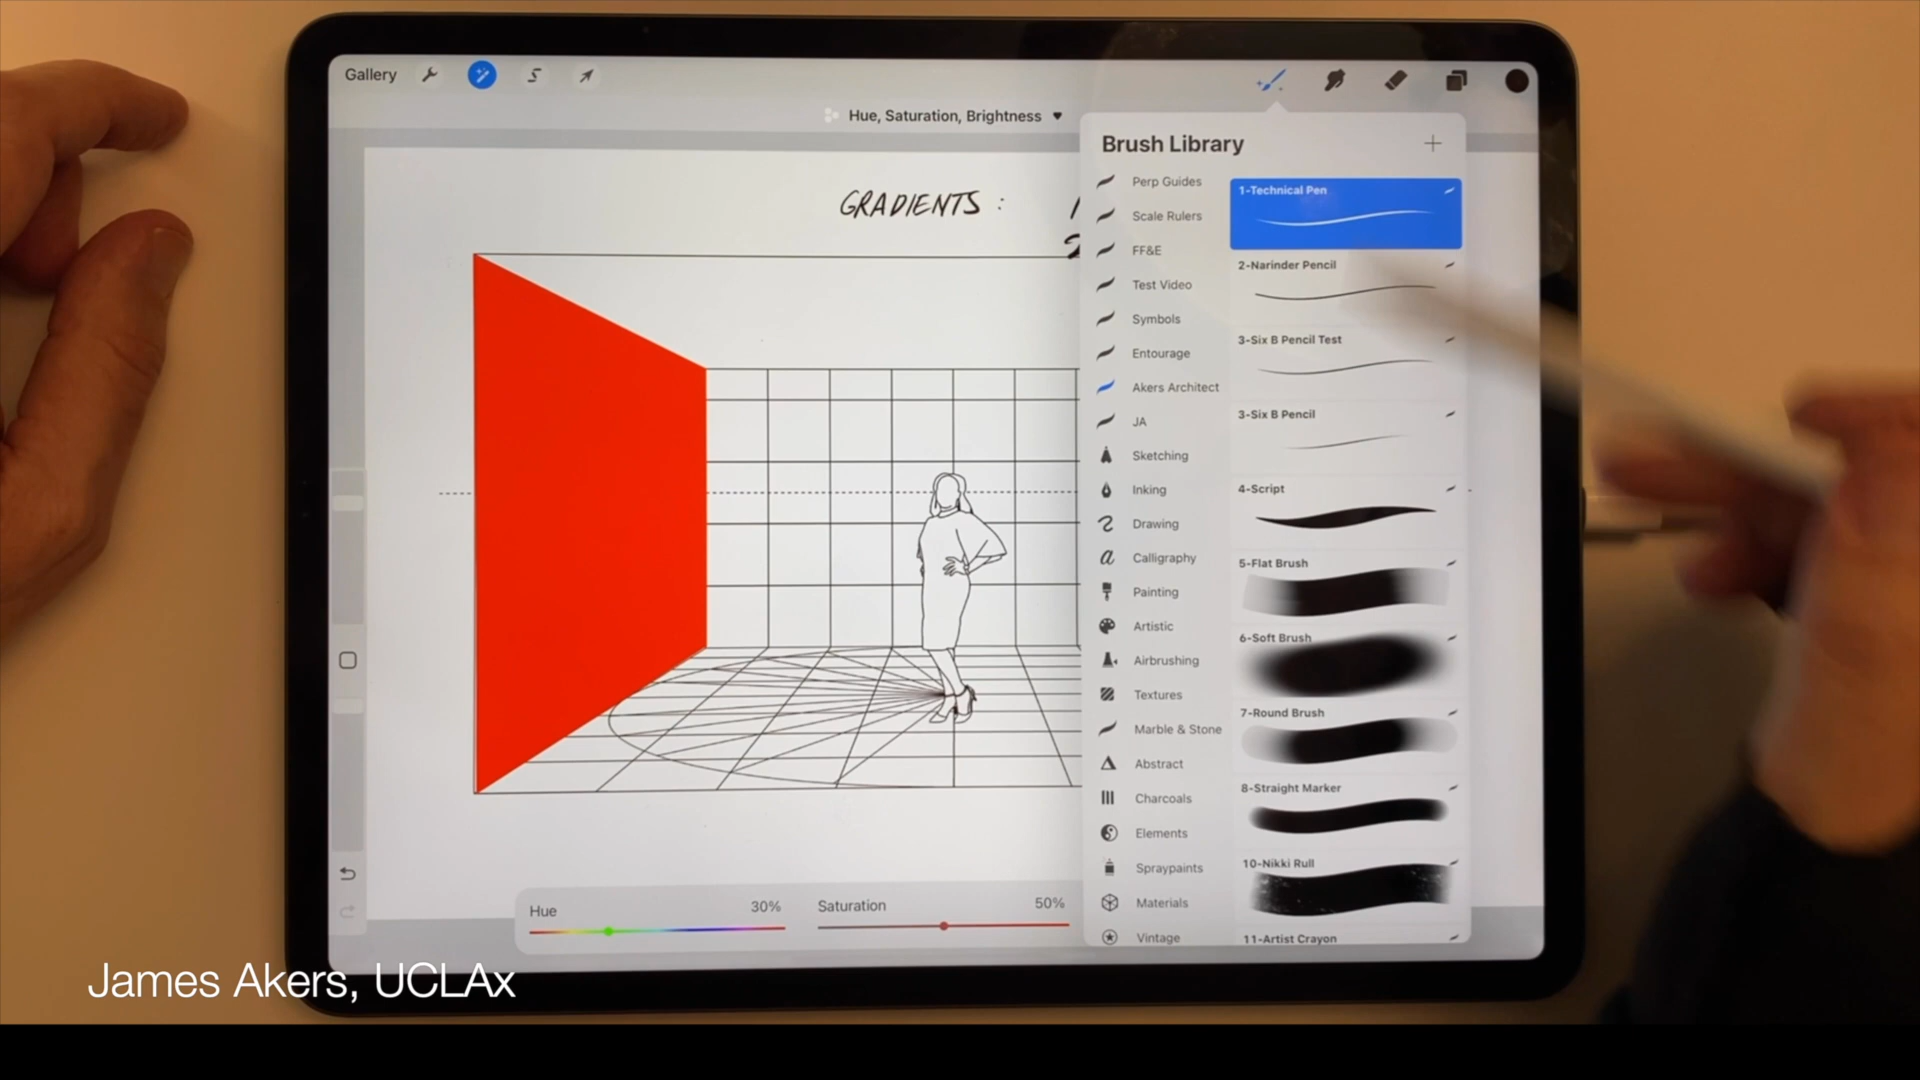 Gallery
Hue, Saturation, Brightness
Brush Library
GRADIENTS :
Perp Guides
Scale Rulers
FF&E
Test Video
Symbols
Entourage
Akers Architect
JA
Sketching
Inking
Drawing
Calligraphy
Painting
Artistic
Airbrushing
Textures
Marble & Stone
Abstract
Charcoals
Elements
Spraypaints
Materials
Vintage
1-Technical Pen
2-Narinder Pencil
3-Six B Pencil Test
3-Six B Pencil
4-Script
5-Flat Brush
6-Soft Brush
7-Round Brush
8-Straight Marker
10-Nikki Rull
11-Artist Crayon
Hue 30%
Saturation 50%
James Akers, UCLAx